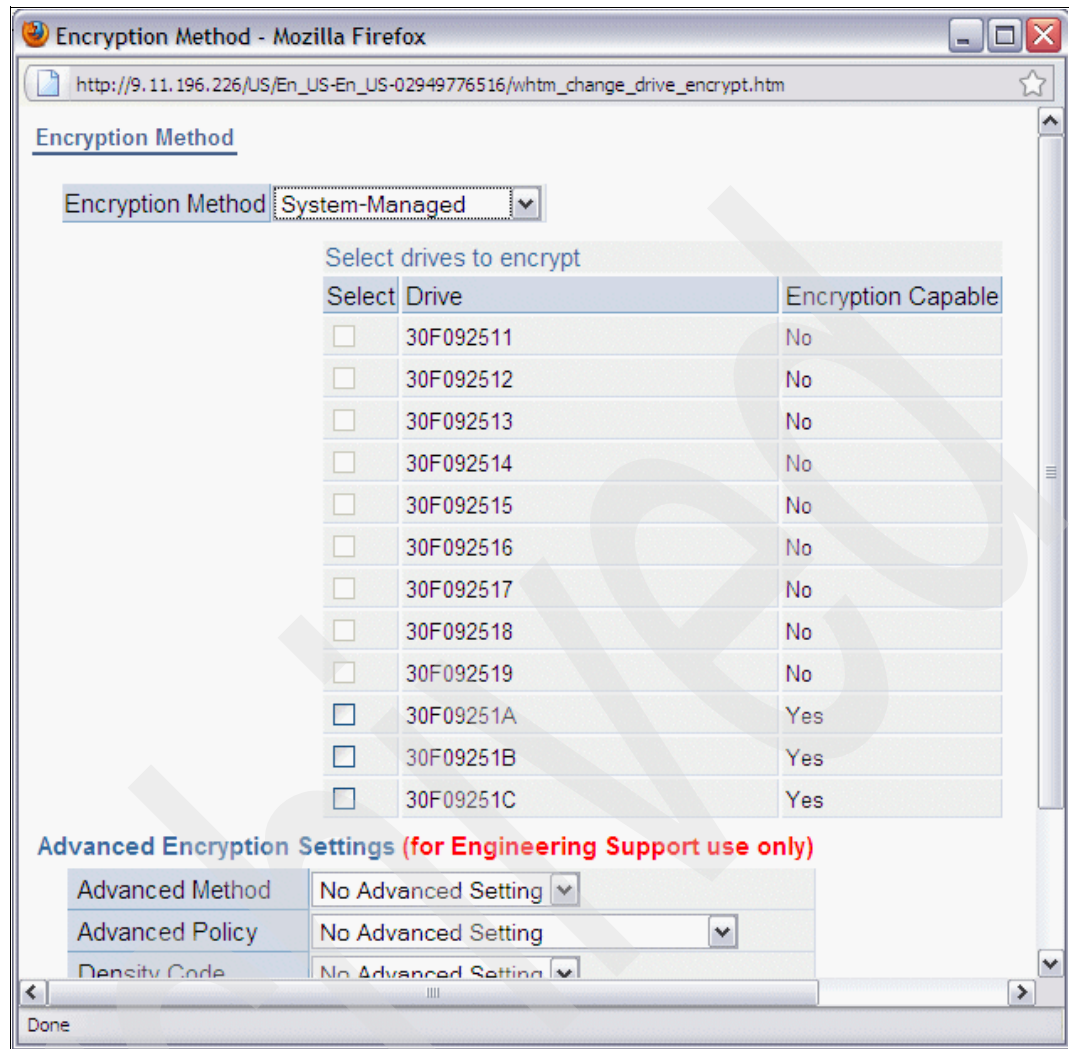 Encryption Method - Mozilla Firefox
http://9.11.196.226/US/En_US-En_US-02949776516/whtm_change_drive_encrypt.htm
Encryption Method
Encryption Method System-Managed
Select drives to encrypt
Select Drive Encryption Capable
30F092511 No
30F092512 No
30F092513 No
30F092514 No
30F092515 No
30F092516 No
30F092517 No
30F092518 No
30F092519 No
30F09251A Yes
30F09251B Yes
30F09251C Yes
Advanced Encryption Settings (for Engineering Support use only)
Advanced Method No Advanced Setting
Advanced Policy No Advanced Setting
Density Code No Advanced Setting
Done